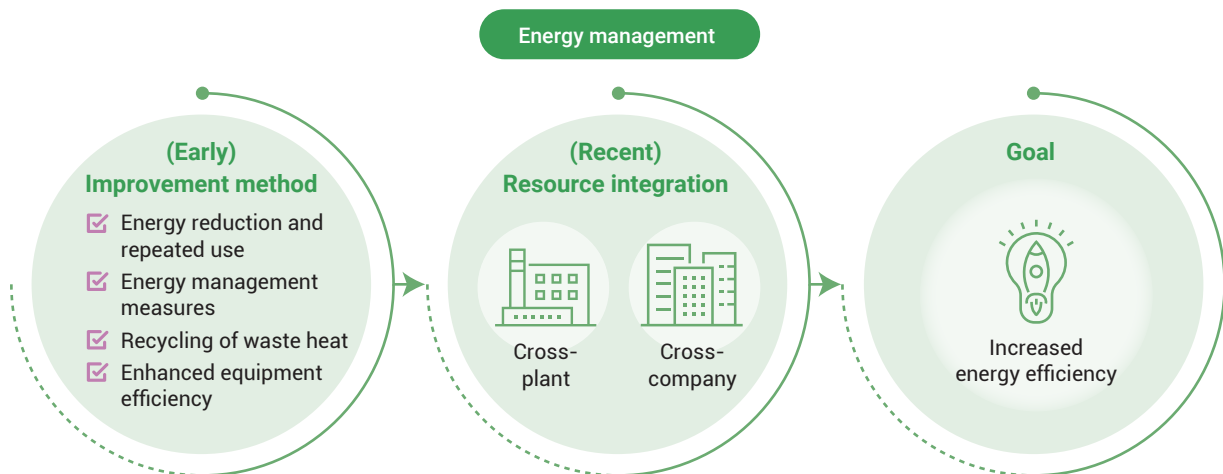 Energy management
(Early)
Improvement method
Energy reduction and
repeated use
Energy management
measures
Recycling of waste heat
Enhanced equipment
efficiency
(Recent)
Resource integration
Cross-
plant
Cross-
company
Goal
Increased
energy efficiency